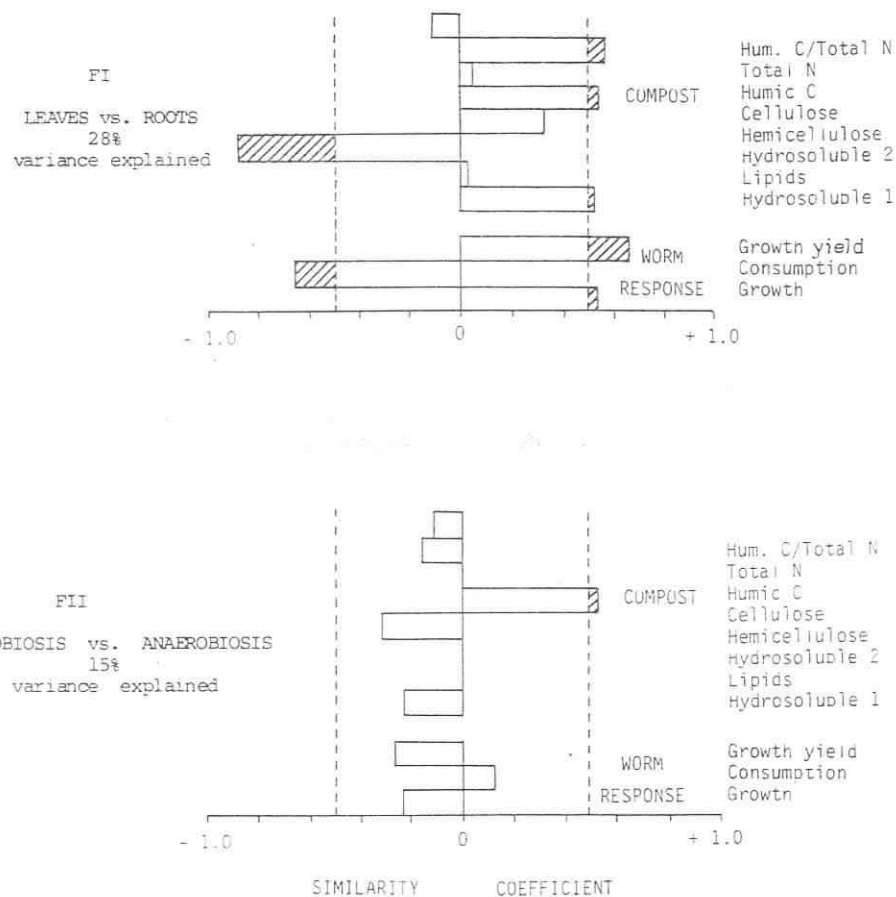 Hum. C/Total N
FI
Total N
COMPOST
Humic C
LEAVES vs. ROOTS
Cellulose
28%
Hemicellulose
variance explained
Hydrosoluble 2
Lipids
Hydrosoluble 1
WORM
Growth yield
Consumption
RESPONSE
Growth
- 1.0
0
+ 1.0
Hum. C/Total N
Total N
FII
COMPOST
Humic C
Cellulose
OBIOSIS vs. ANAEROBIOSIS
Hemicellulose
15%
Hydrosoluble 2
variance explained
Lipids
Hydrosoluble 1
Growth yield
WORM
Consumption
RESPONSE
Growth
- 1.0
0
+ 1.0
SIMILARITY COEFFICIENT